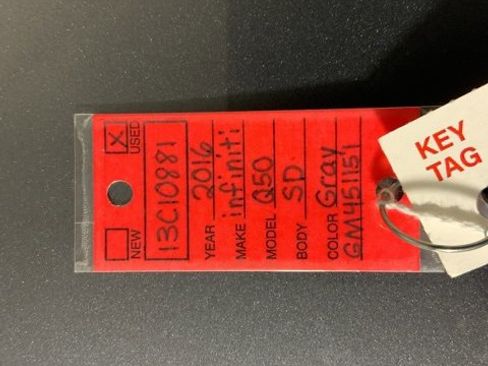 NEW USED X
13C10881
YEAR 2016
MAKE infiniti
MODEL Q50
BODY SD
COLOR Gray
GM451151
KEY
TAG